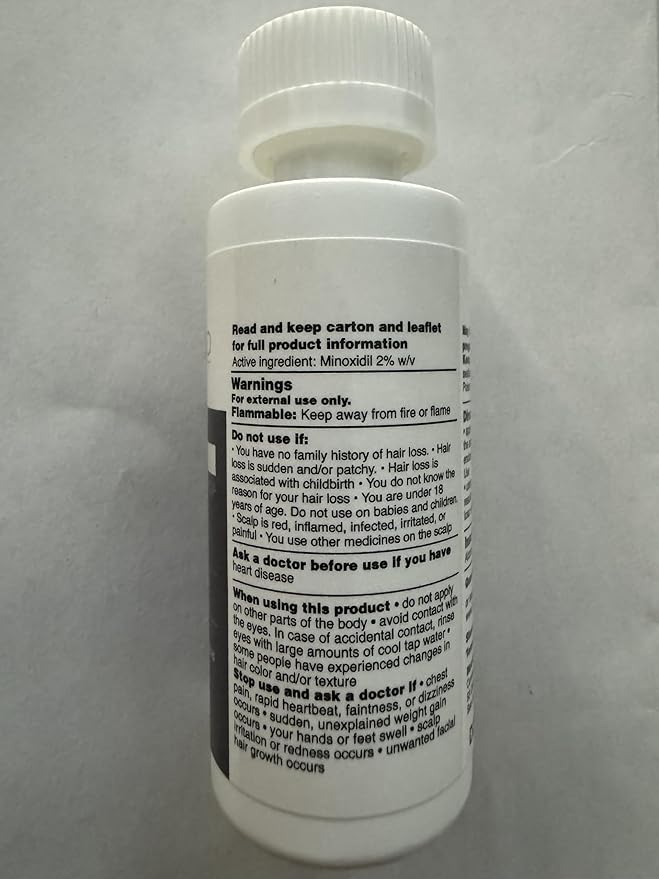 Read and keep carton and leaflet
for full product information
Active ingredient: Minoxidil 2% w/v
Warnings
For external use only.
Flammable: Keep away from fire or flame
Do not use if:
• You have no family history of hair loss. • Hair
loss is sudden and/or patchy. • Hair loss is
associated with childbirth • You do not know the
reason for your hair loss • You are under 18
years of age. Do not use on babies and children.
• Scalp is red, inflamed, infected, irritated, or
painful • You use other medicines on the scalp
Ask a doctor before use if you have
heart disease
When using this product • do not apply
on other parts of the body • avoid contact with
the eyes. In case of accidental contact, rinse
eyes with large amounts of cool tap water •
some people have experienced changes in
hair color and/or texture
Stop use and ask a doctor if • chest
pain, rapid heartbeat, faintness, or dizziness
occurs • sudden, unexplained weight gain
occurs • your hands or feet swell • scalp
irritation or redness occurs • unwanted facial
hair growth occurs